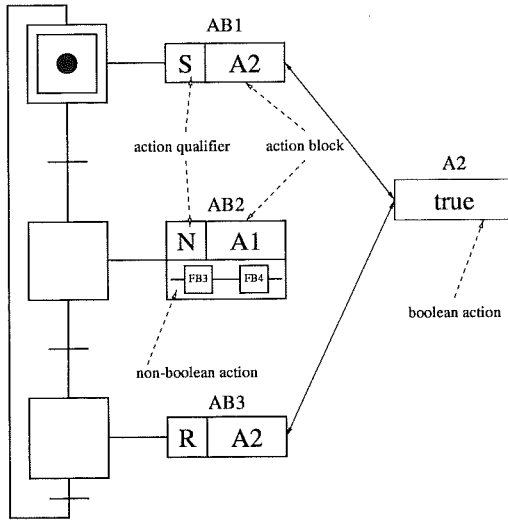 AB1
S A2
action qualifier action block
A2
true
AB2
N A1
FB3 FB4
boolean action
non-boolean action
AB3
R A2